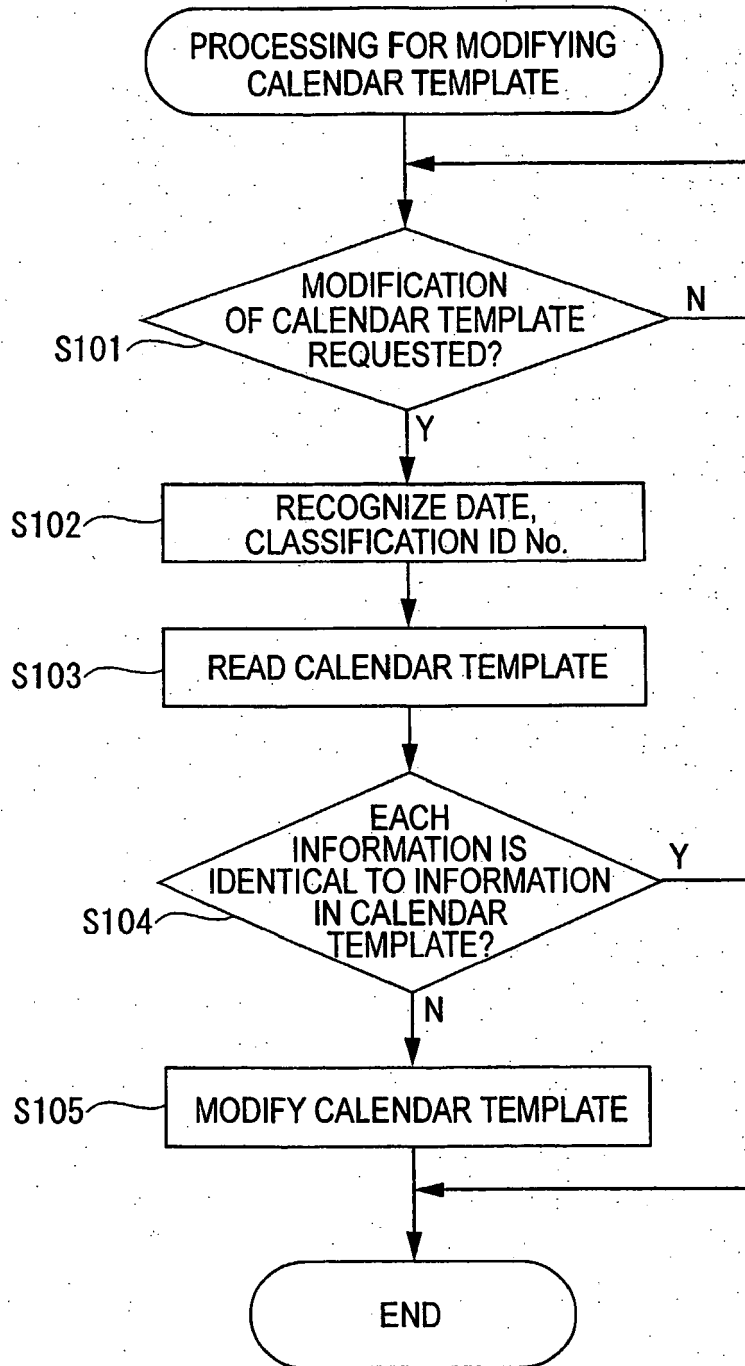 PROCESSING FOR MODIFYING
CALENDAR TEMPLATE
MODIFICATION
OF CALENDAR TEMPLATE
REQUESTED?
N
S101
Y
RECOGNIZE DATE,
CLASSIFICATION ID No.
S102
READ CALENDAR TEMPLATE
S103
EACH
INFORMATION IS
IDENTICAL TO INFORMATION
IN CALENDAR
TEMPLATE?
Y
S104
N
MODIFY CALENDAR TEMPLATE
S105
END